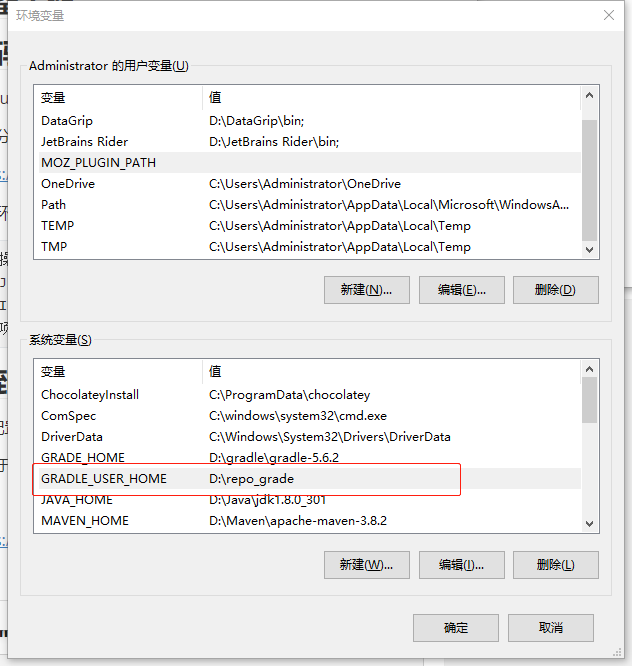 环境变量
Administrator 的用户变量(U)
变量 值
DataGrip D:\DataGrip\bin;
JetBrains Rider D:\JetBrains Rider\bin;
MOZ_PLUGIN_PATH
OneDrive C:\Users\Administrator\OneDrive
Path C:\Users\Administrator\AppData\Local\Microsoft\WindowsA...
TEMP C:\Users\Administrator\AppData\Local\Temp
TMP C:\Users\Administrator\AppData\Local\Temp
新建(N)... 编辑(E)... 删除(D)
系统变量(S)
变量 值
ChocolateyInstall C:\ProgramData\chocolatey
ComSpec C:\windows\system32\cmd.exe
DriverData C:\Windows\System32\Drivers\DriverData
GRADE_HOME D:\gradle\gradle-5.6.2
GRADLE_USER_HOME D:\repo_grade
JAVA_HOME D:\Java\jdk1.8.0_301
MAVEN_HOME D:\Maven\apache-maven-3.8.2
新建(W)... 编辑(I)... 删除(L)
确定 取消